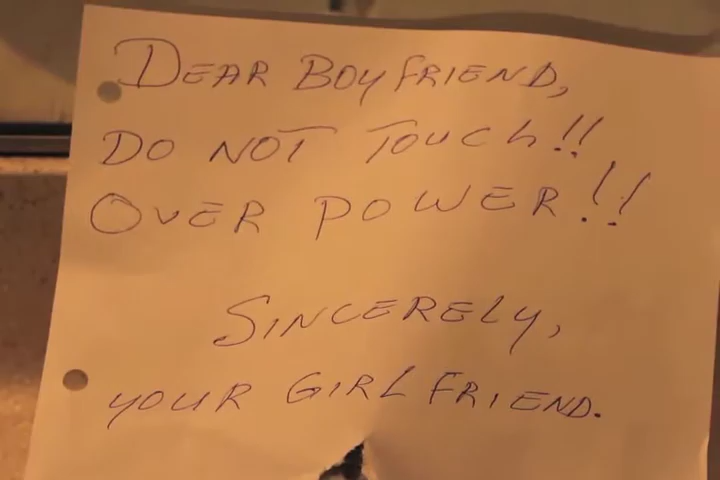 DEAR BOYFRIEND,
DO NOT TOUCH!!
OVER POWER!!
SINCERELY,
YOUR GIRLFRIEND.